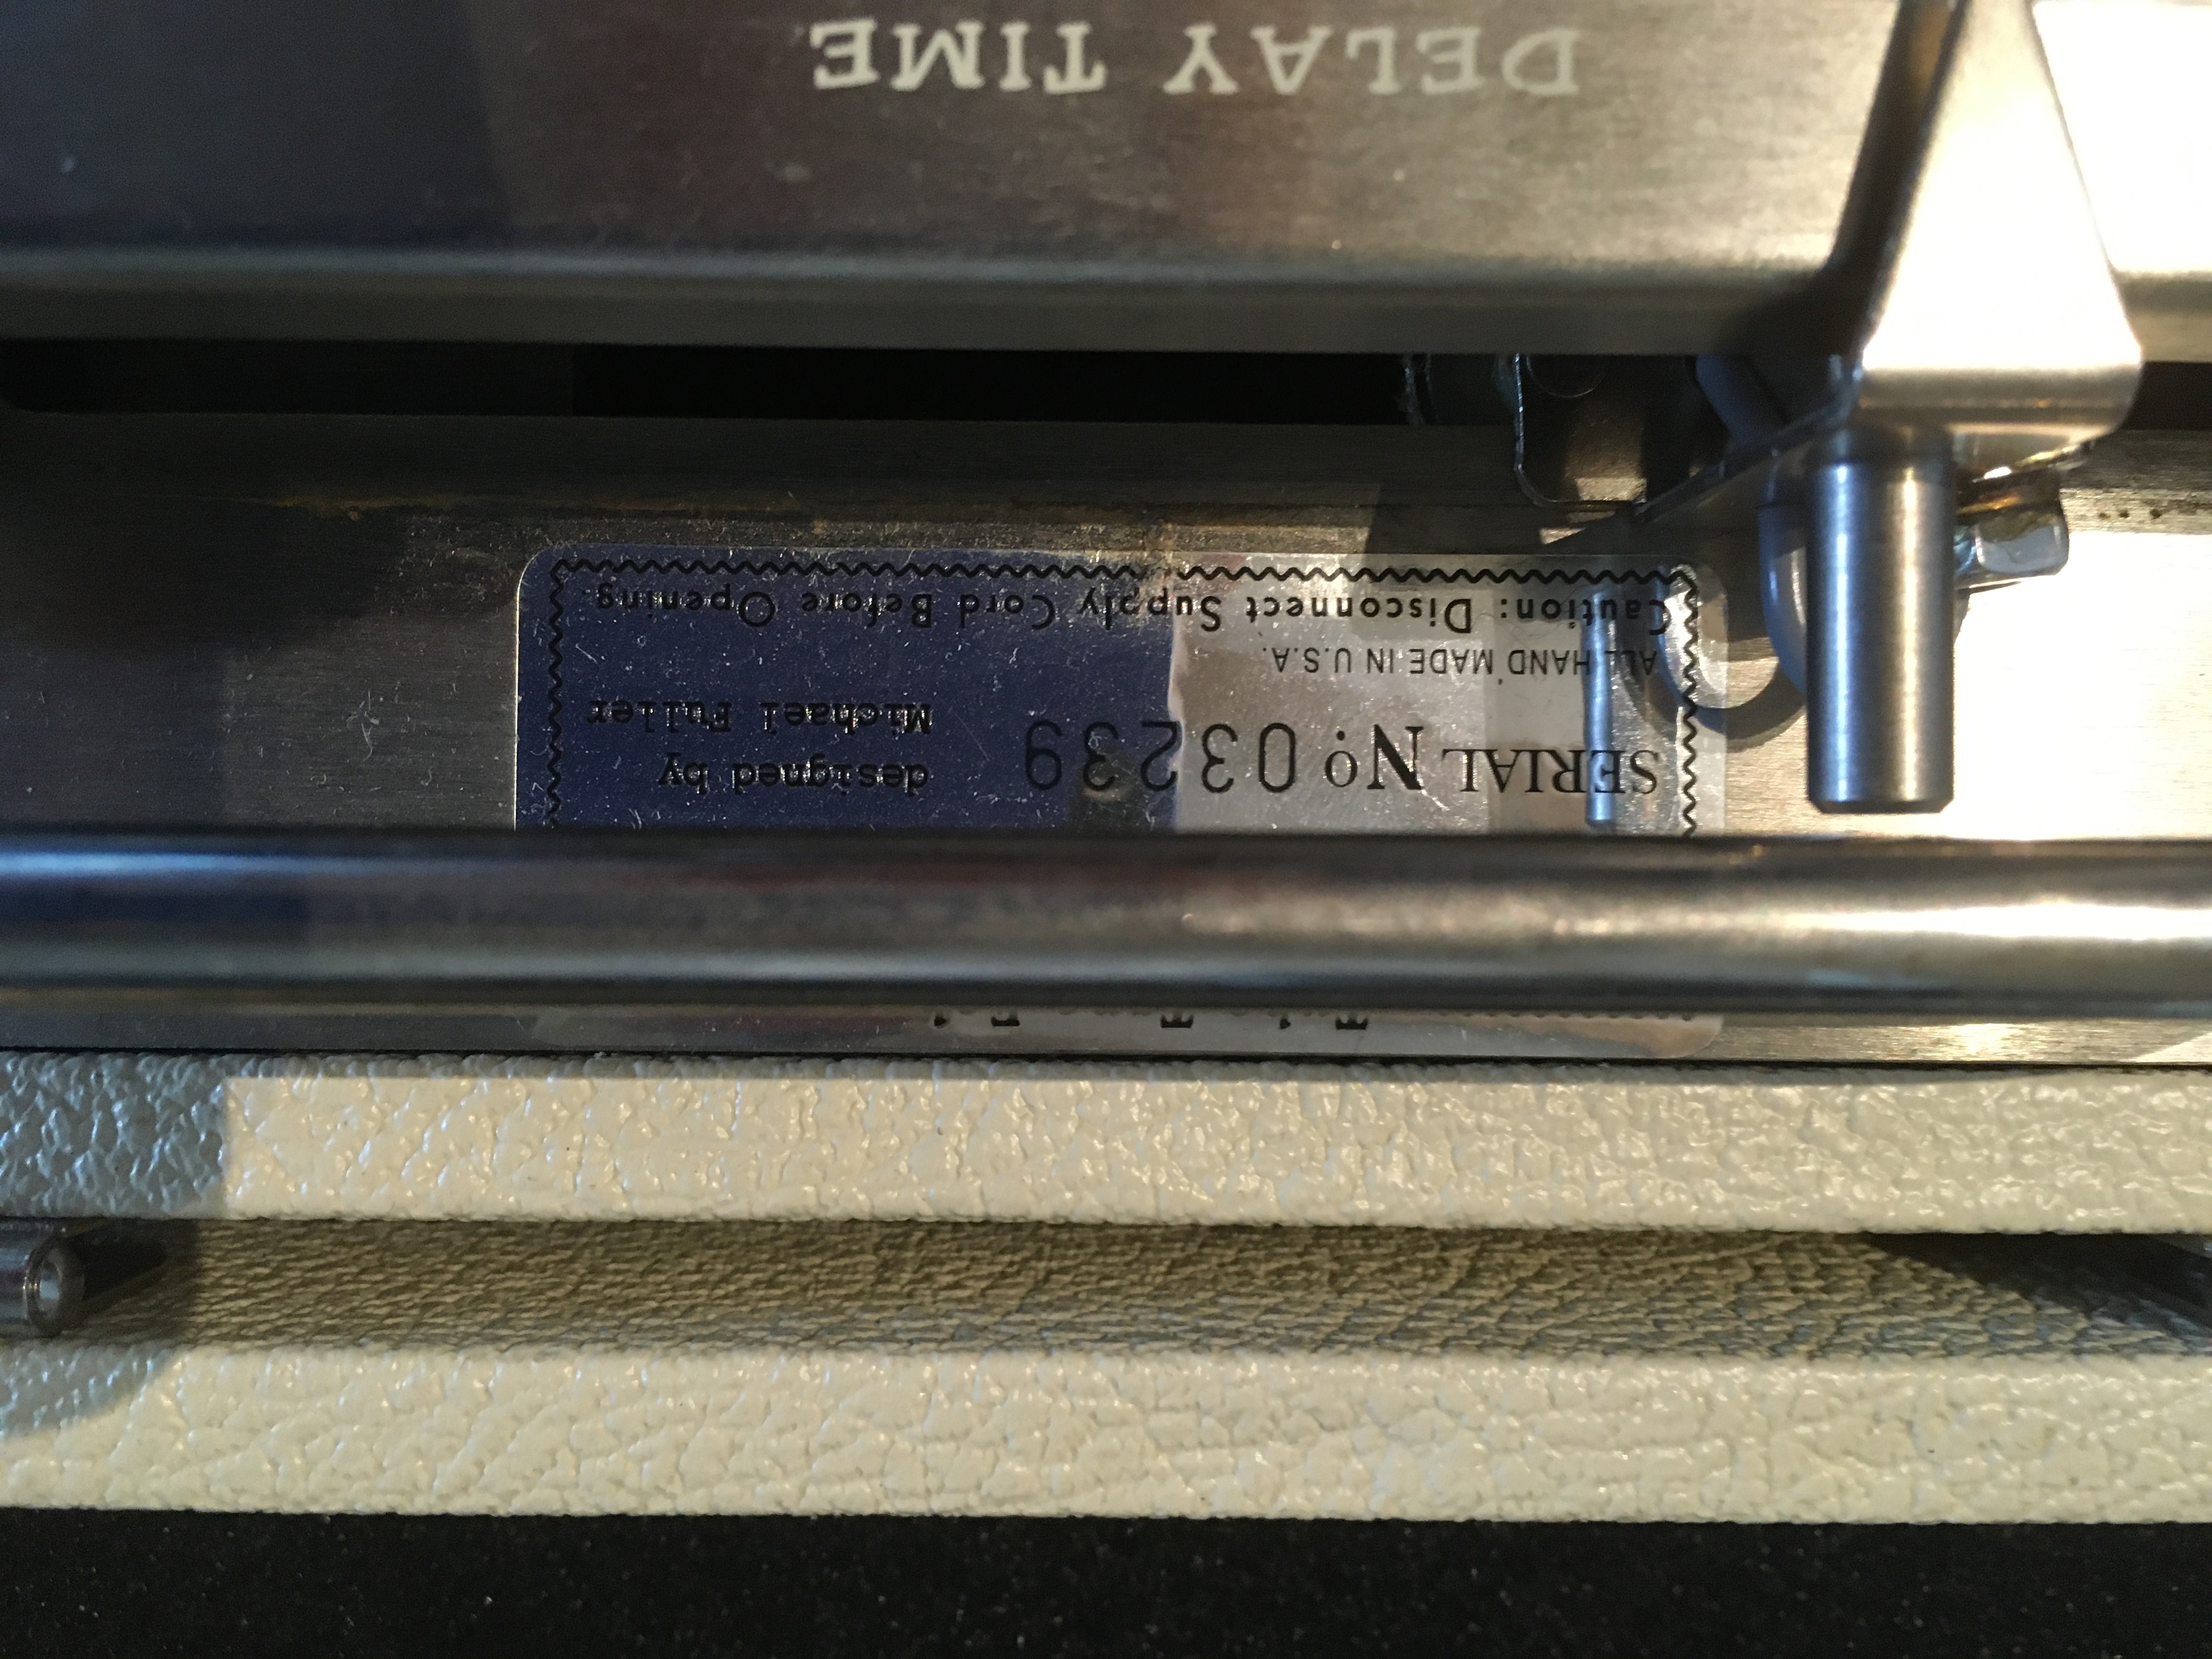 SERIAL Nº 03239
designed by
Michael Fuller
ALL HAND MADE IN U.S.A.
Caution: Disconnect Supply Cord Before Opening.
DELAY TIME